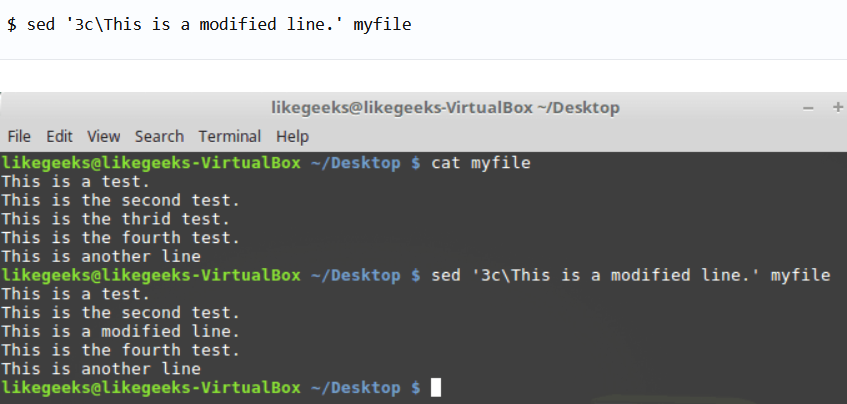 $ sed '3c\This is a modified line.' myfile
likegeeks@likegeeks-VirtualBox ~/Desktop
− +
File Edit View Search Terminal Help
likegeeks@likegeeks-VirtualBox ~/Desktop $ cat myfile
This is a test.
This is the second test.
This is the thrid test.
This is the fourth test.
This is another line
likegeeks@likegeeks-VirtualBox ~/Desktop $ sed '3c\This is a modified line.' myfile
This is a test.
This is the second test.
This is a modified line.
This is the fourth test.
This is another line
likegeeks@likegeeks-VirtualBox ~/Desktop $